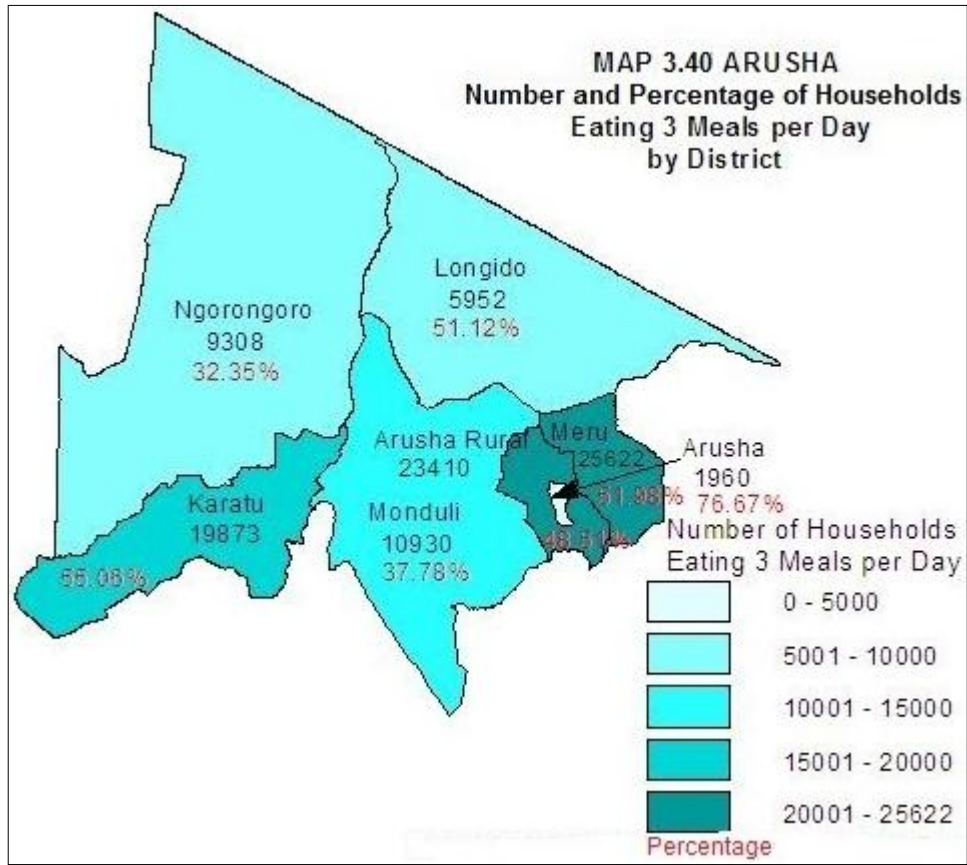 MAP 3.40 ARUSHA
Number and Percentage of Households
Eating 3 Meals per Day
by District
Longido
5952
51.12%
Ngorongoro
9308
32.35%
Arusha Rural
23410
Meru
25622
Arusha
1960
76.67%
Karatu
19873
55.06%
Monduli
10930
37.78%
Number of Households
Eating 3 Meals per Day
0 - 5000
5001 - 10000
10001 - 15000
15001 - 20000
20001 - 25622
Percentage